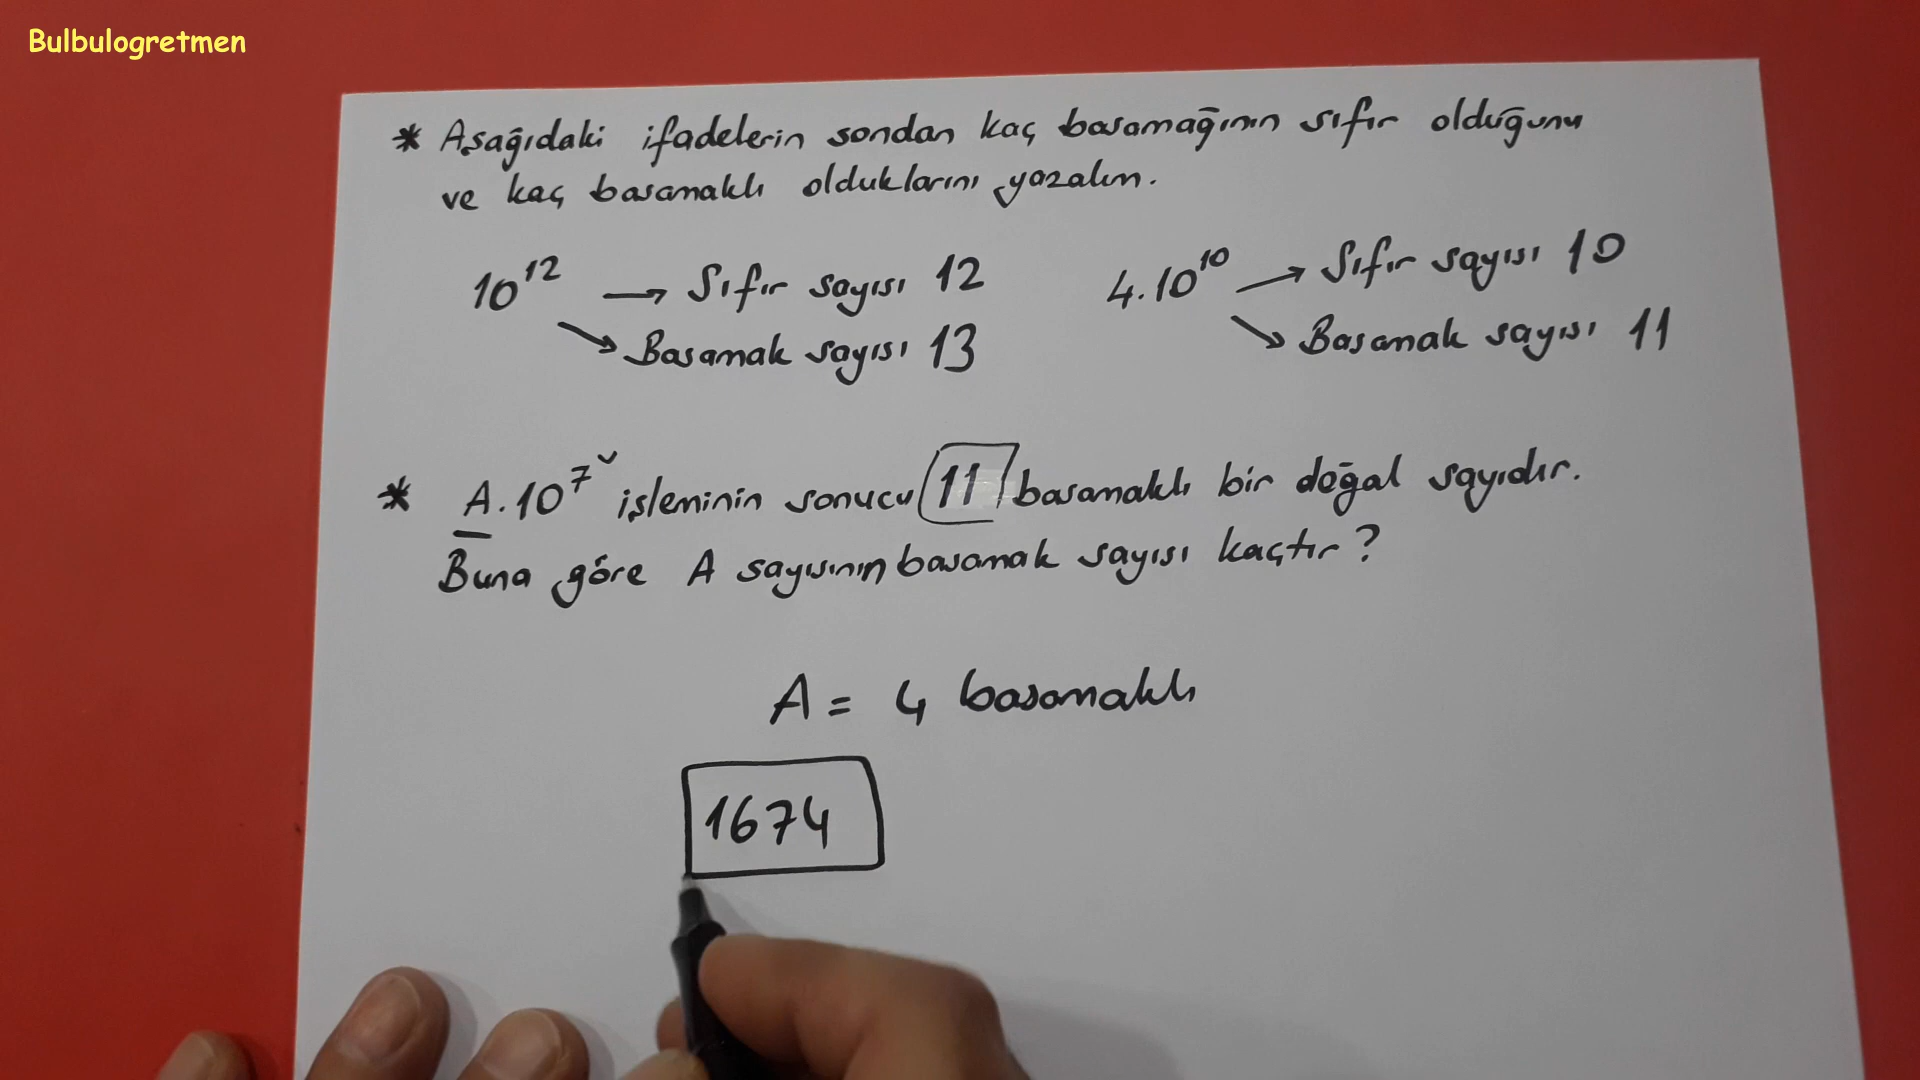 Bulbulogretmen
* Aşağıdaki ifadelerin sondan kaç basamağının sıfır olduğunu
ve kaç basamaklı olduklarını yazalım.
10¹² → Sıfır sayısı 12
↘ Basamak sayısı 13
4.10¹⁰ → Sıfır sayısı 10
↘ Basamak sayısı 11
* A.10⁷ işleminin sonucu 11 basamaklı bir doğal sayıdır.
Buna göre A sayısının basamak sayısı kaçtır?
A = 4 basamaklı
1674